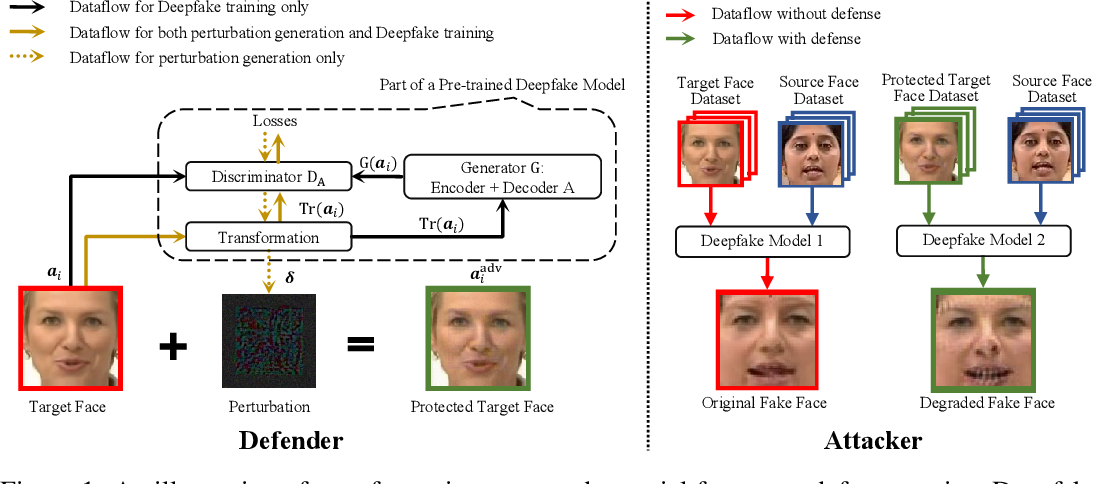 Dataflow for Deepfake training only
Dataflow for both perturbation generation and Deepfake training
Dataflow for perturbation generation only
Part of a Pre-trained Deepfake Model
Losses
Discriminator D_A
G(a_i)
Generator G:
Encoder + Decoder A
Tr(a_i)
Tr(a_i)
Transformation
a_i
δ
a_i^adv
+
=
Target Face
Perturbation
Protected Target Face
Defender
Dataflow without defense
Dataflow with defense
Target Face
Dataset
Source Face
Dataset
Protected Target
Face Dataset
Source Face
Dataset
Deepfake Model 1
Deepfake Model 2
Original Fake Face
Degraded Fake Face
Attacker